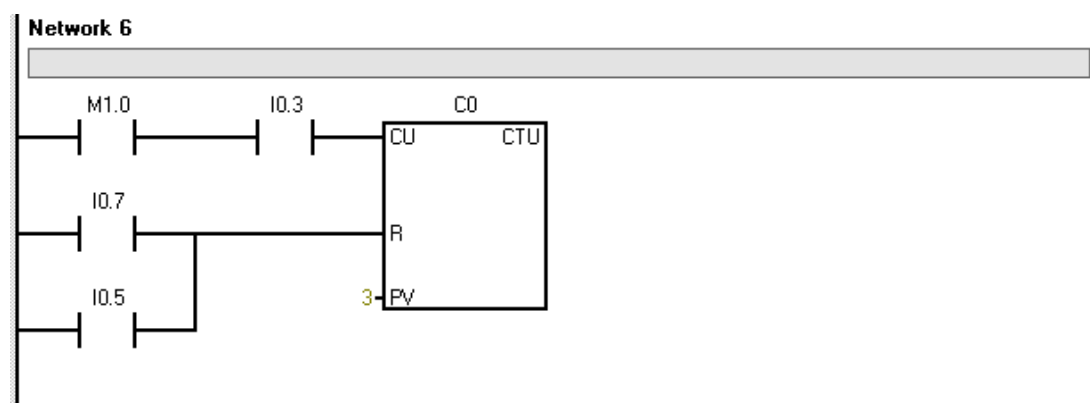 Network 6
M1.0 I0.3 C0
CU CTU
I0.7
R
I0.5
3 PV